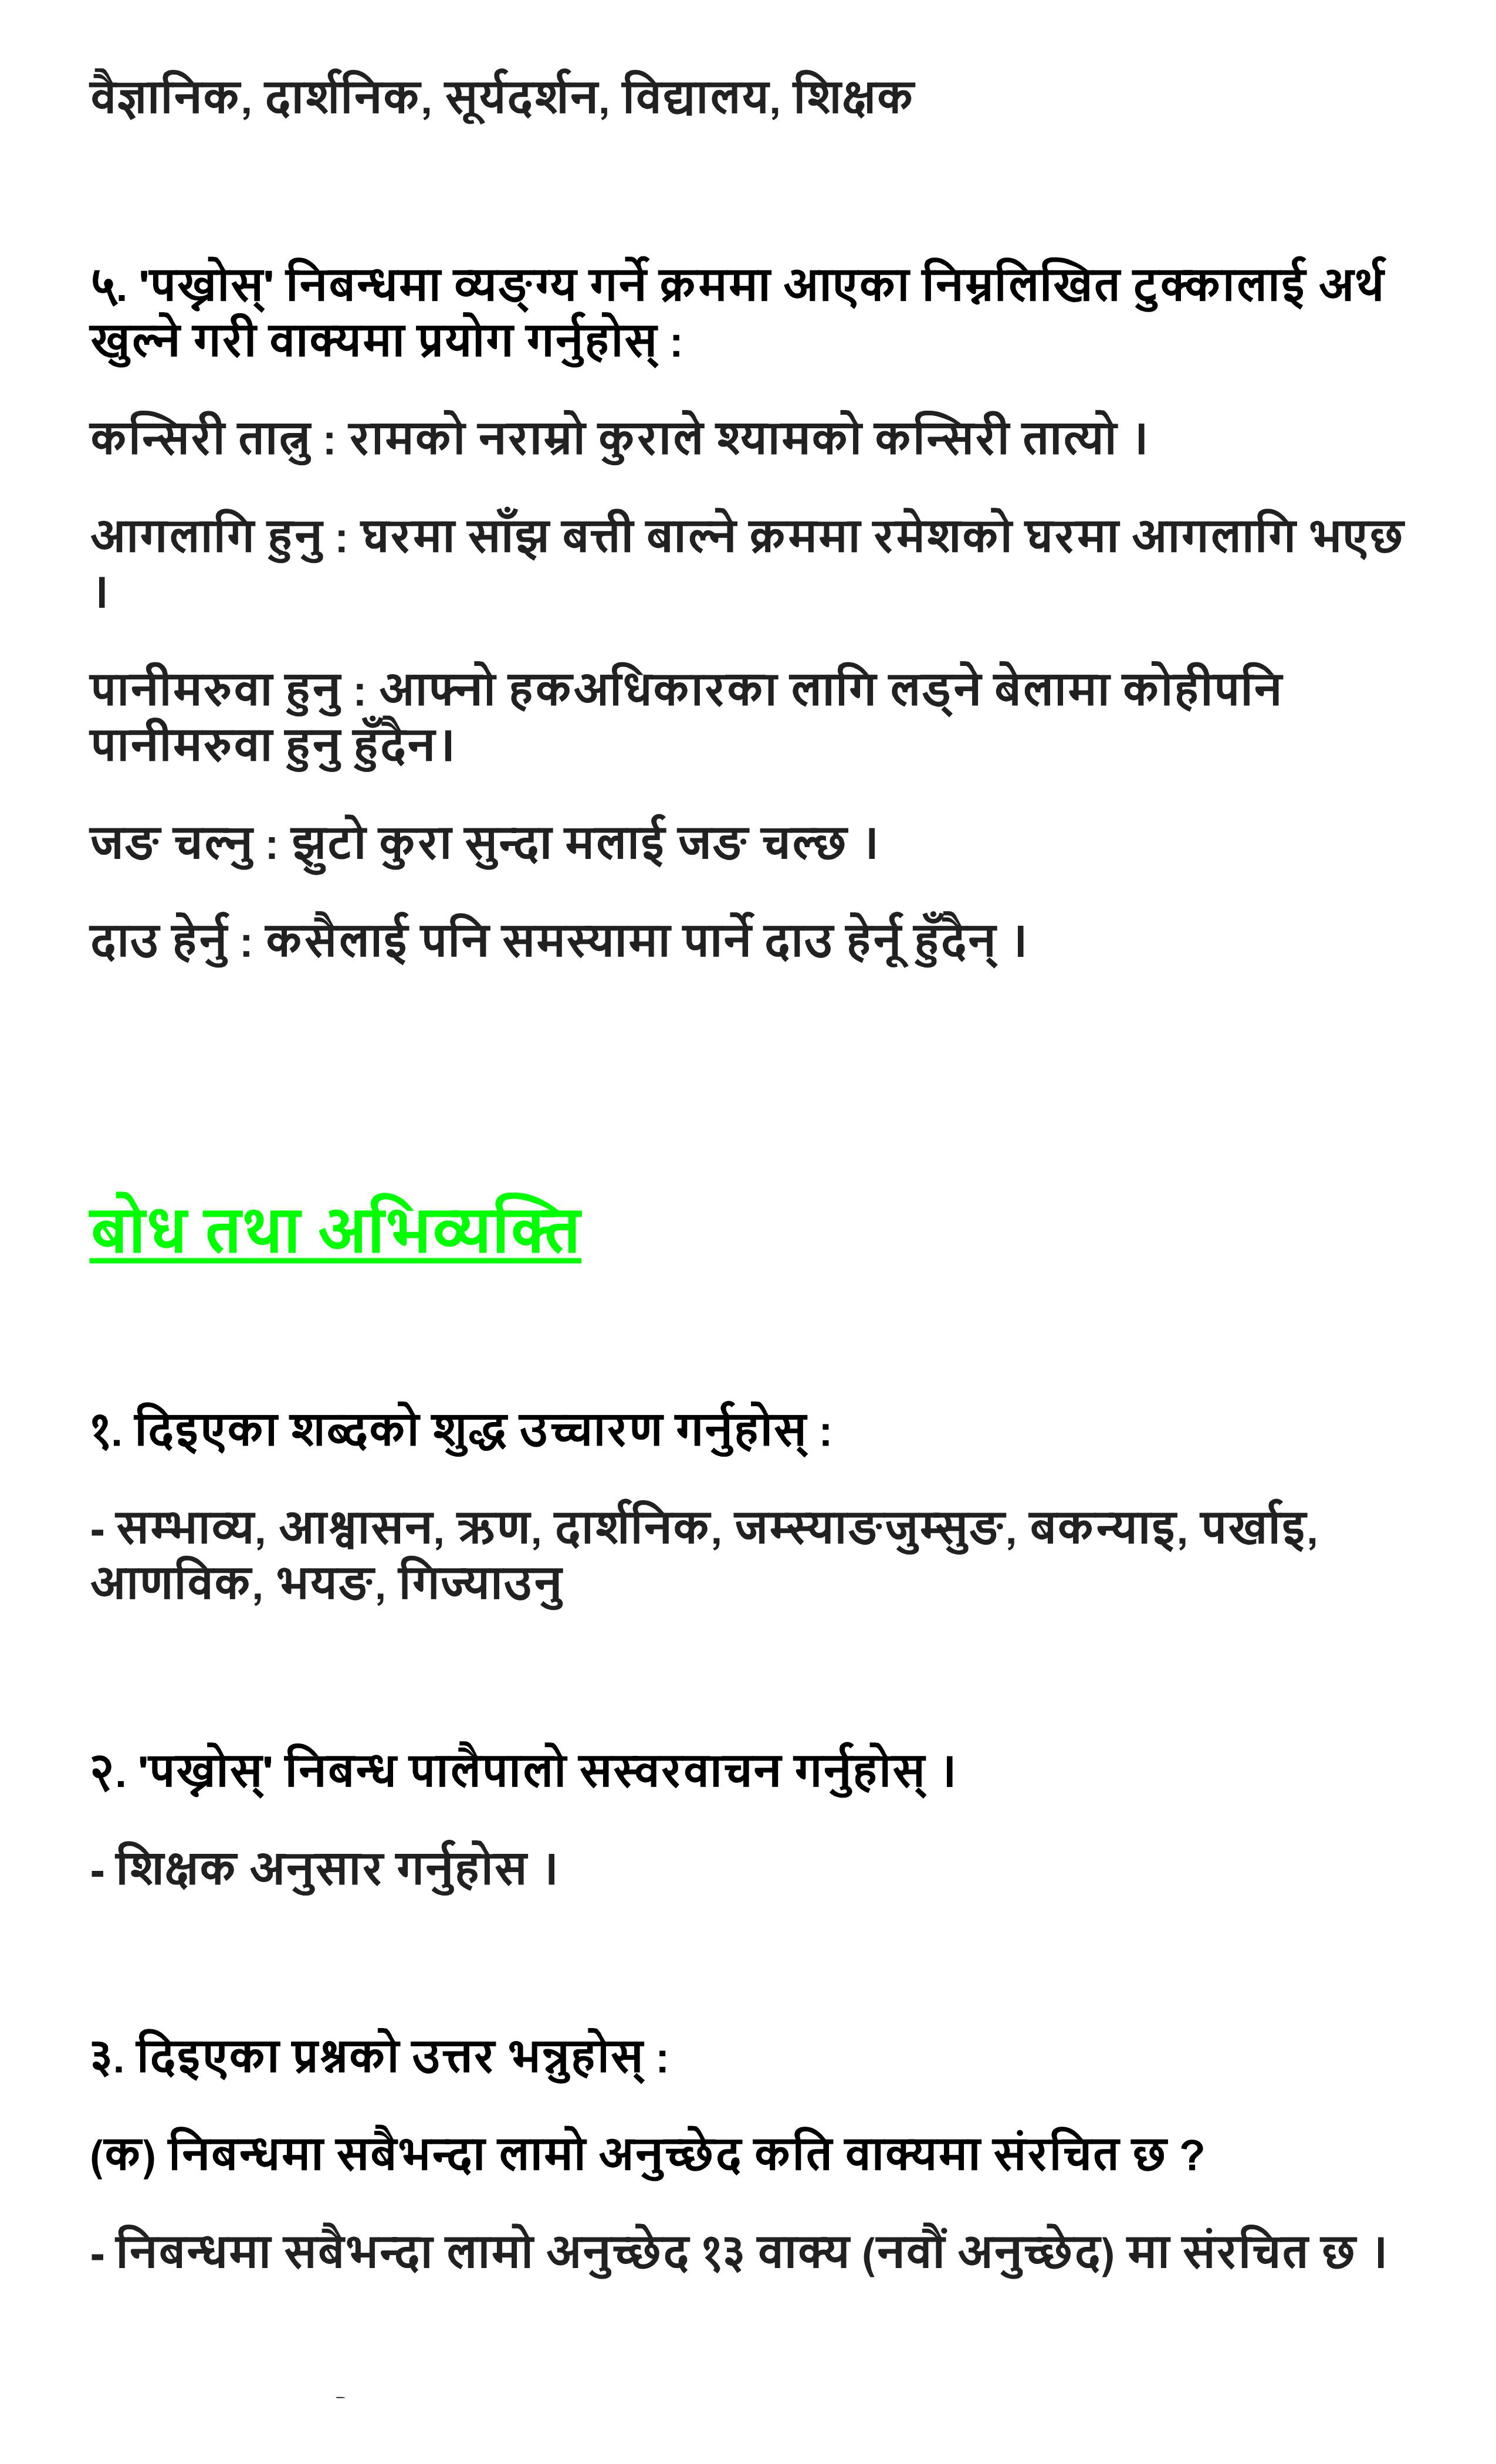 वैज्ञानिक, दार्शनिक, सूर्यदर्शन, विद्यालय, शिक्षक
५. 'पख्नोस्' निबन्धमा व्यङ्ग्य गर्ने क्रममा आएका निम्नलिखित टुक्कालाई अर्थ
खुल्ने गरी वाक्यमा प्रयोग गर्नुहोस् :
कन्सिरी तात्नु : रामको नराम्रो कुराले श्यामको कन्सिरी तात्यो ।
आगलागि हुनु : घरमा साँझ बत्ती बाल्ने क्रममा रमेशको घरमा आगलागि भएछ
।
पानीमरुवा हुनु : आफ्नो हकअधिकारका लागि लड्ने बेलामा कोहीपनि
पानीमरुवा हुनु हुँदैन।
जङ चल्नु : झुटो कुरा सुन्दा मलाई जङ चल्छ ।
दाउ हेर्नु : कसैलाई पनि समस्यामा पार्ने दाउ हेर्नू हुँदैन् ।
बोध तथा अभिव्यक्ति
१. दिइएका शब्दको शुद्ध उच्चारण गर्नुहोस् :
- सम्भाव्य, आश्वासन, ऋण, दार्शनिक, जम्स्याङजुम्सुङ, बकन्याइ, पर्खाइ,
आणविक, भयङ, गिज्याउनु
२. 'पख्नोस्' निबन्ध पालैपालो सस्वरवाचन गर्नुहोस् ।
- शिक्षक अनुसार गर्नुहोस ।
३. दिइएका प्रश्नको उत्तर भन्नुहोस् :
(क) निबन्धमा सबैभन्दा लामो अनुच्छेद कति वाक्यमा संरचित छ ?
- निबन्धमा सबैभन्दा लामो अनुच्छेद १३ वाक्य (नवौं अनुच्छेद) मा संरचित छ ।